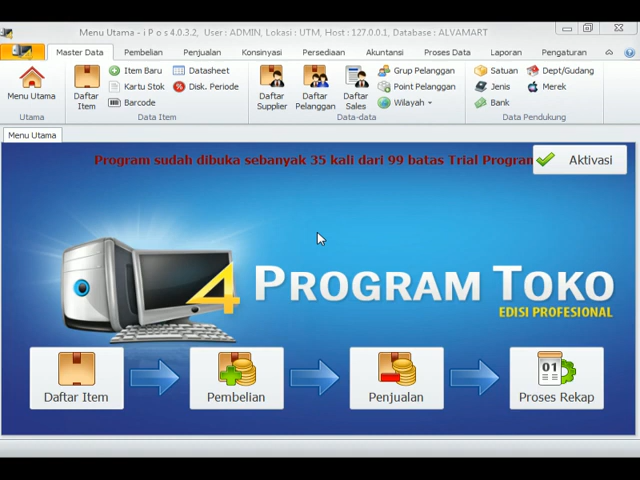 Menu Utama - i P o s 4.0.3.2, User : ADMIN, Lokasi : UTM, Host : 127.0.0.1, Database : ALVAMART
Master Data Pembelian Penjualan Konsinyasi Persediaan Akuntansi Proses Data Laporan Pengaturan
Menu Utama
Daftar Item
Item Baru
Kartu Stok
Barcode
Datasheet
Disk. Periode
Daftar Supplier
Daftar Pelanggan
Daftar Sales
Grup Pelanggan
Point Pelanggan
Wilayah
Satuan
Jenis
Bank
Dept/Gudang
Merek
Utama Data Item Data-data Data Pendukung
Menu Utama
Program sudah dibuka sebanyak 35 kali dari 99 batas Trial Program
Aktivasi
4 PROGRAM TOKO
EDISI PROFESIONAL
01
Daftar Item Pembelian Penjualan Proses Rekap